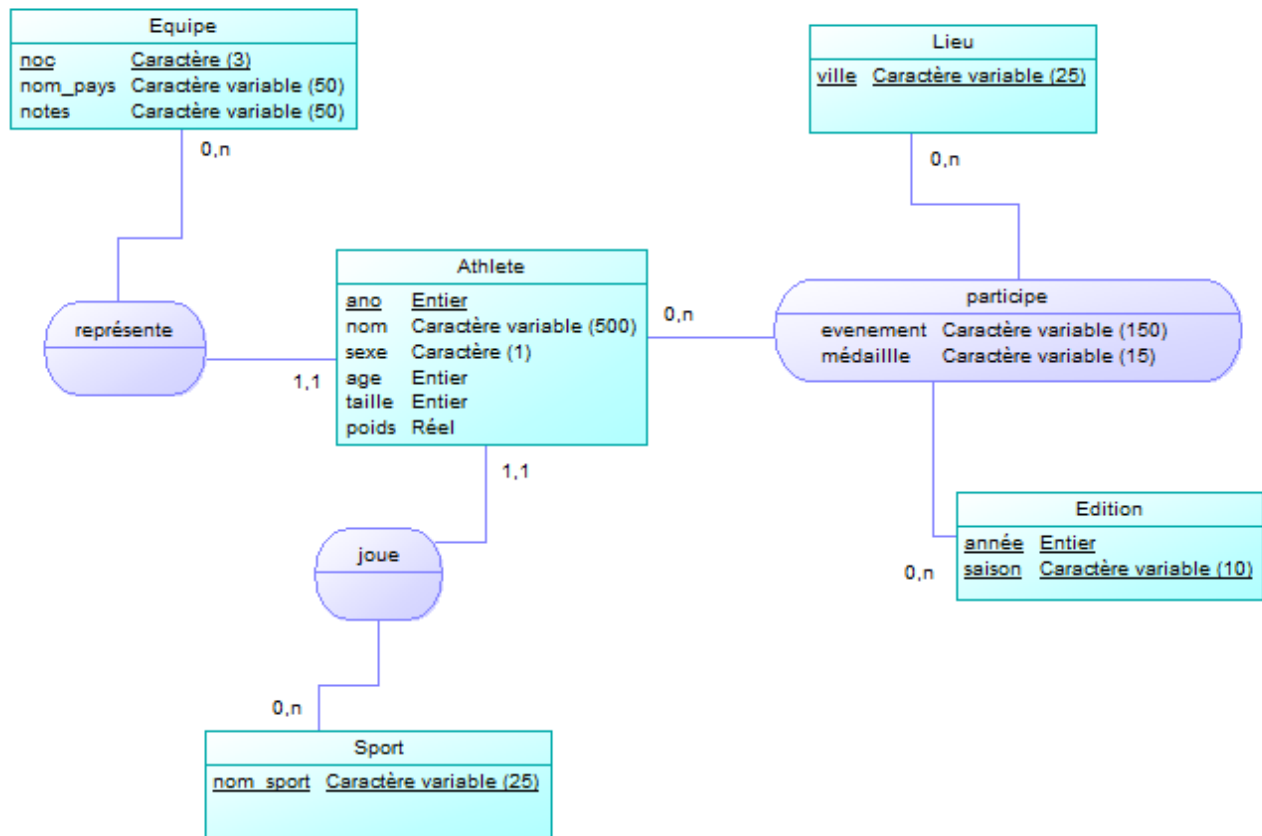 Equipe
noc Caractère (3)
nom_pays Caractère variable (50)
notes Caractère variable (50)
0,n
Lieu
ville Caractère variable (25)
0,n
représente
1,1
Athlete
ano Entier
nom Caractère variable (500)
sexe Caractère (1)
age Entier
taille Entier
poids Réel
0,n
participe
evenement Caractère variable (150)
médaillle Caractère variable (15)
1,1
joue
0,n
Edition
année Entier
saison Caractère variable (10)
0,n
Sport
nom_sport Caractère variable (25)